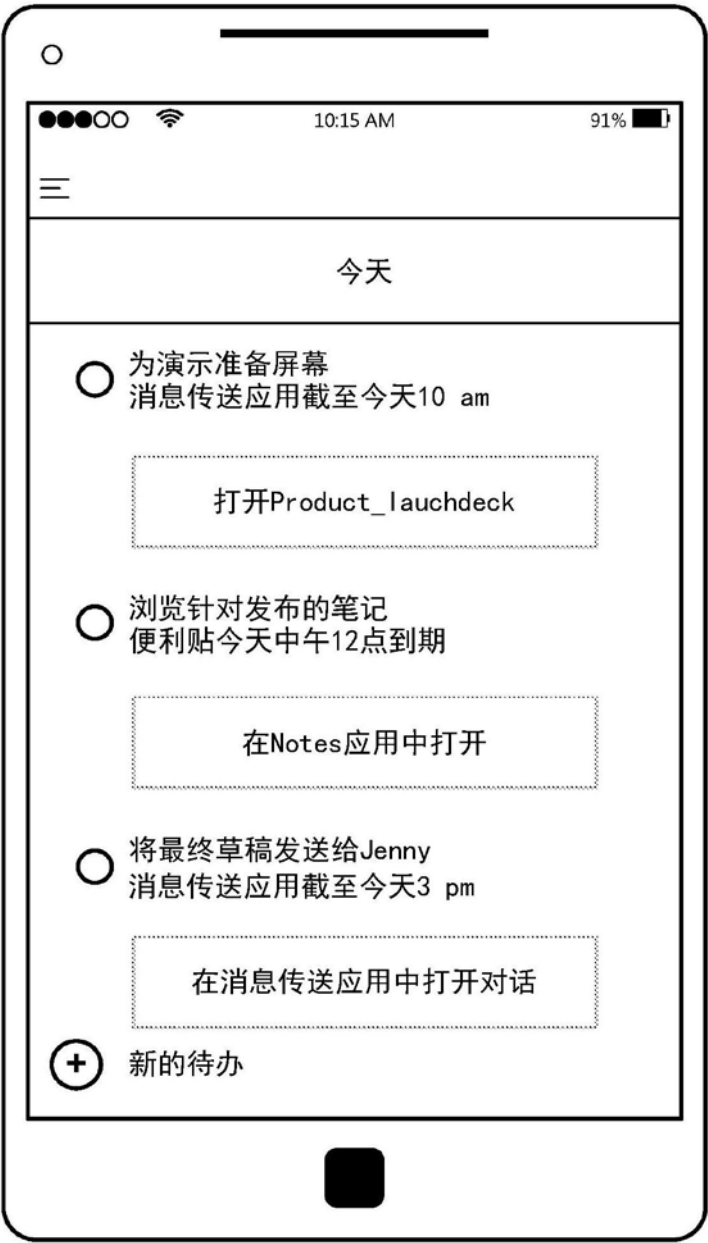 10:15 AM
91%
今天
为演示准备屏幕
消息传送应用截至今天10 am
打开Product_lauchdeck
浏览针对发布的笔记
便利贴今天中午12点到期
在Notes应用中打开
将最终草稿发送给Jenny
消息传送应用截至今天3 pm
在消息传送应用中打开对话
新的待办